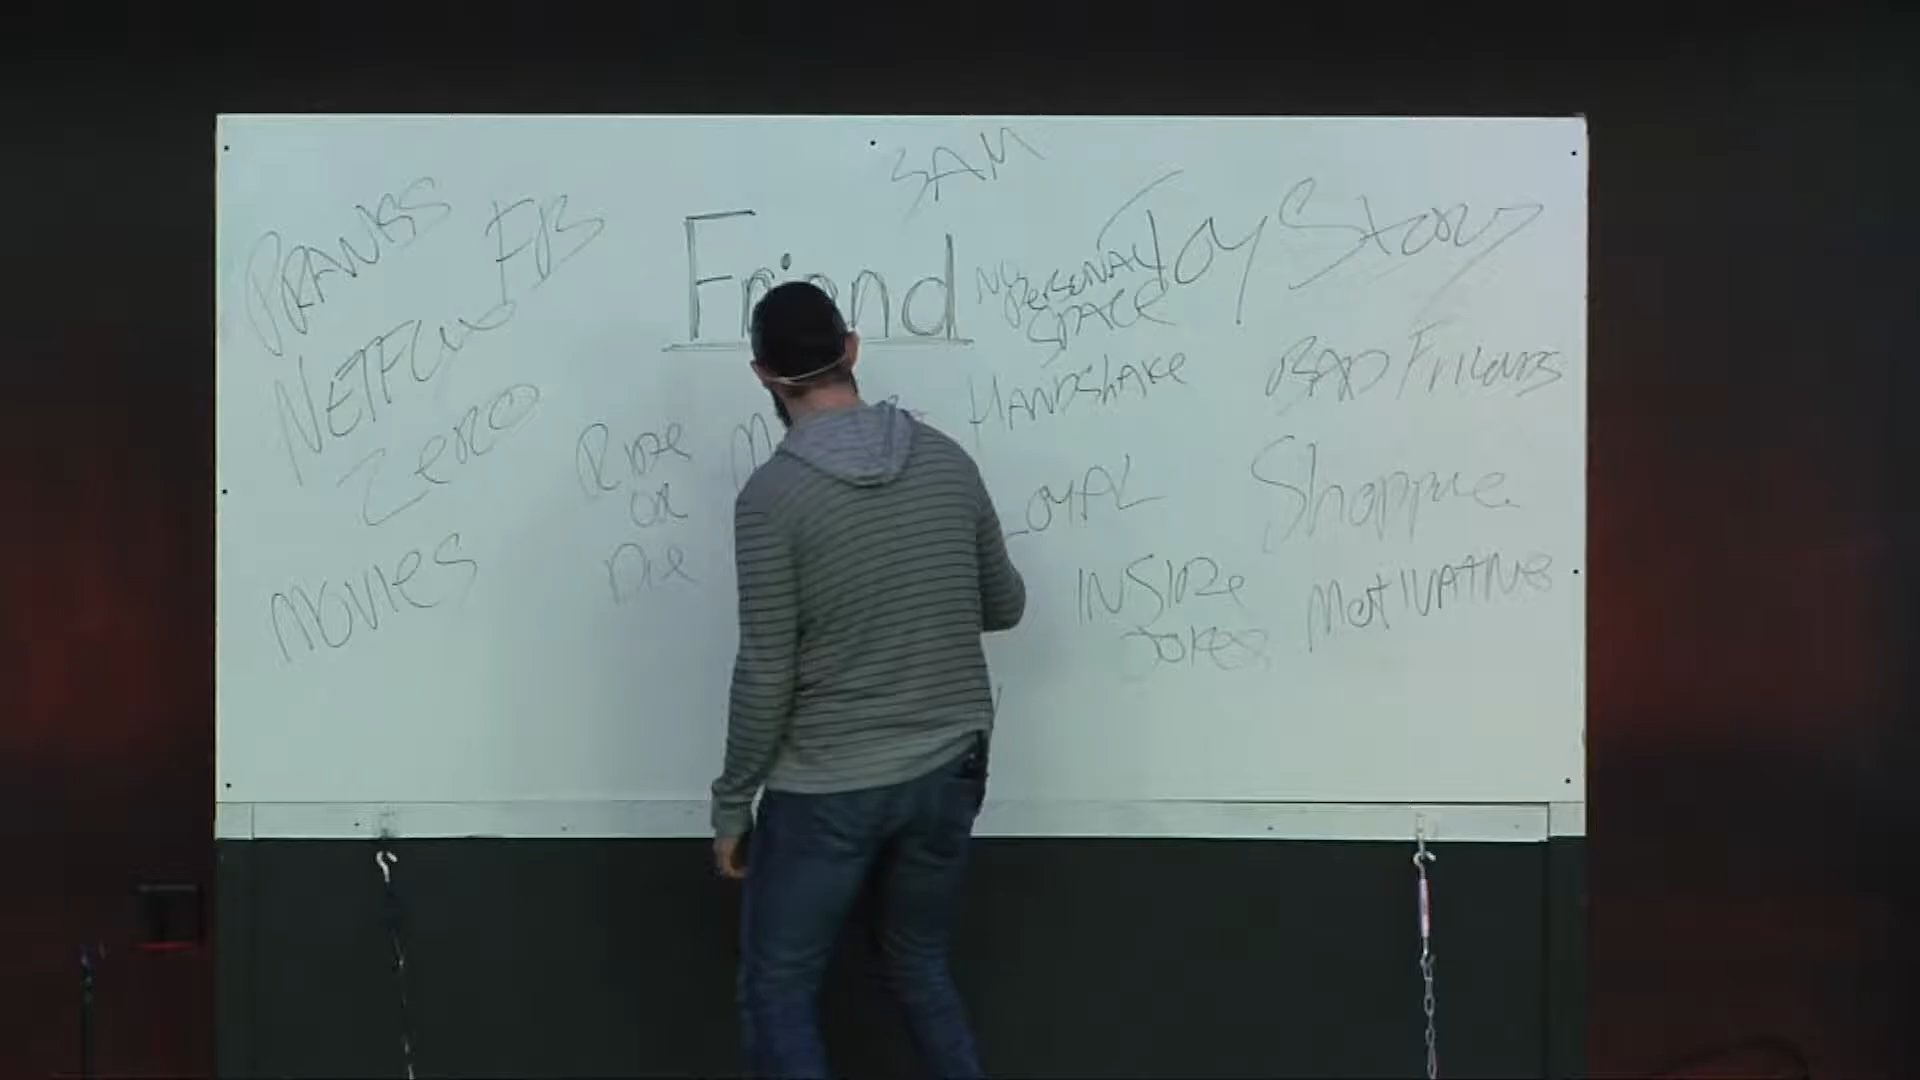 SAM
Friend
PRANKS
FB
NETFLIX
ZERO
MOVIES
RIDE
OR
DIE
NO
PERSONAL
SPACE
Toy Story
HANDSHAKE
BAD FRIENDS
LOYAL
INSIDE
JOKES
MOTIVATING